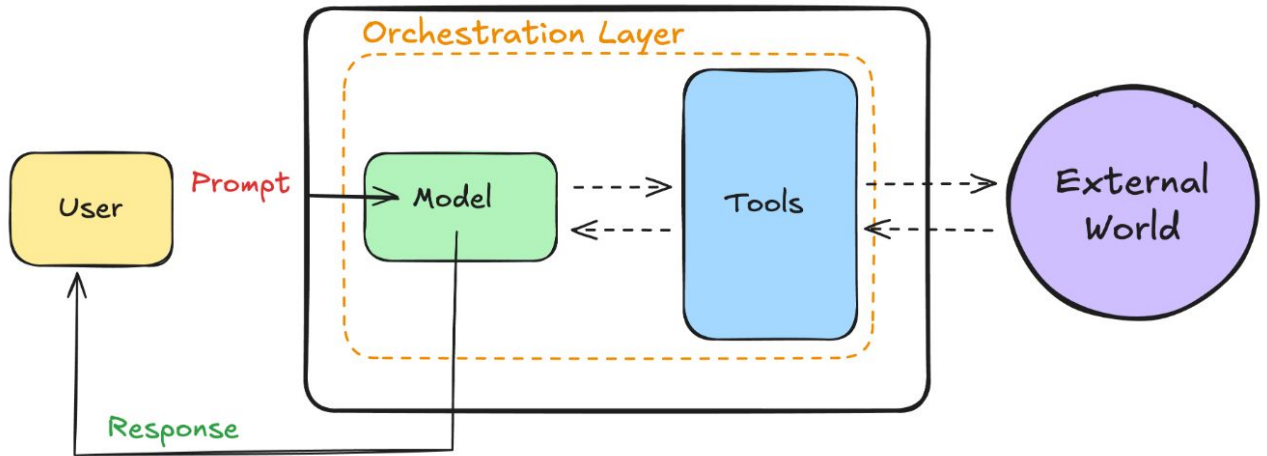 Orchestration Layer
Prompt
User
Model
Tools
External
World
Response